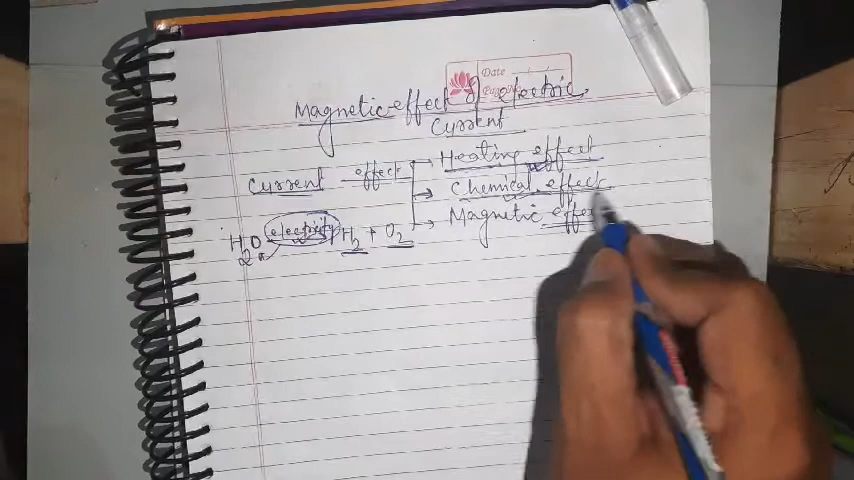 Date
Magnetic effect of electric
Current
Heating effect
Current effect
Chemical effect
Magnetic effect
H2O electricity H2 + O2